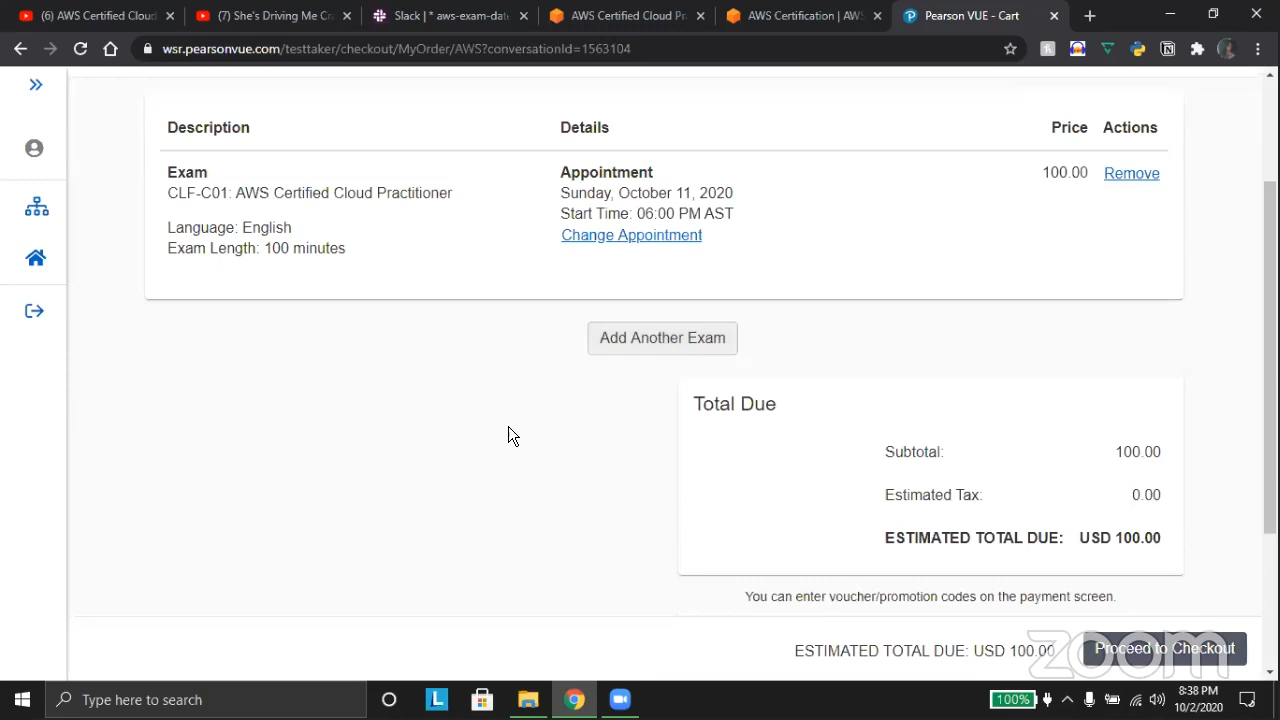 (6) AWS Certified Cloud
(7) She's Driving Me Cra
Slack | * aws-exam-date
AWS Certified Cloud Pr
AWS Certification | AWS
Pearson VUE - Cart
wsr.pearsonvue.com/testtaker/checkout/MyOrder/AWS?conversationId=1563104
Description Details Price Actions
Exam Appointment 100.00 Remove
CLF-C01: AWS Certified Cloud Practitioner Sunday, October 11, 2020
Start Time: 06:00 PM AST
Language: English Change Appointment
Exam Length: 100 minutes
Add Another Exam
Total Due
Subtotal: 100.00
Estimated Tax: 0.00
ESTIMATED TOTAL DUE: USD 100.00
You can enter voucher/promotion codes on the payment screen.
ESTIMATED TOTAL DUE: USD 100.00 Proceed to Checkout
zoom
Type here to search
L
100%
8:38 PM
10/2/2020